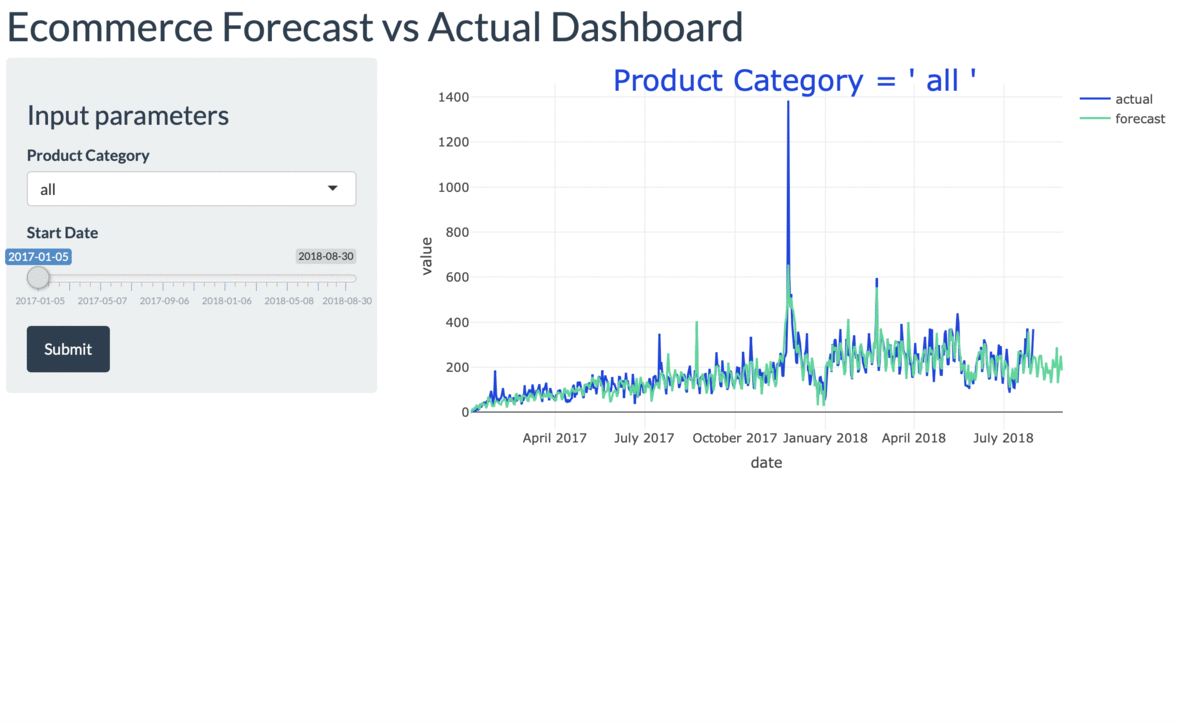 Ecommerce Forecast vs Actual Dashboard
Input parameters
Product Category
all
Start Date
2017-01-05 2018-08-30
2017-01-05 2017-05-07 2017-09-06 2018-01-06 2018-05-08 2018-08-30
Submit
Product Category = ' all '
1400
1200
1000
800
600
400
200
0
value
April 2017 July 2017 October 2017 January 2018 April 2018 July 2018
date
actual
forecast